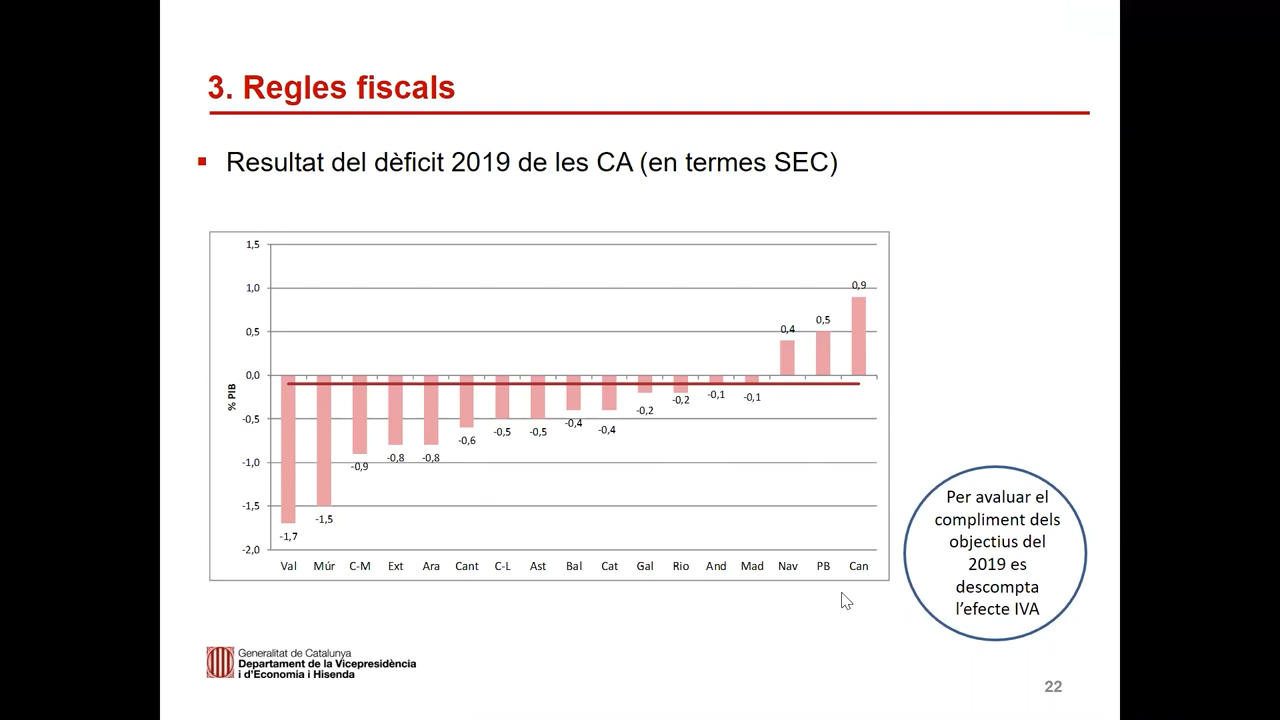 3. Regles fiscals
Resultat del dèficit 2019 de les CA (en termes SEC)
1,5
1,0
0,5
0,0
-0,5
-1,0
-1,5
-2,0
% PIB
-1,7
-1,5
-0,9
-0,8
-0,8
-0,6
-0,5
-0,5
-0,4
-0,4
-0,2
-0,2
-0,1
-0,1
0,4
0,5
0,9
Val Múr C-M Ext Ara Cant C-L Ast Bal Cat Gal Rio And Mad Nav PB Can
Per avaluar el
compliment dels
objectius del
2019 es
descompta
l'efecte IVA
Generalitat de Catalunya
Departament de la Vicepresidència
i d'Economia i Hisenda
22